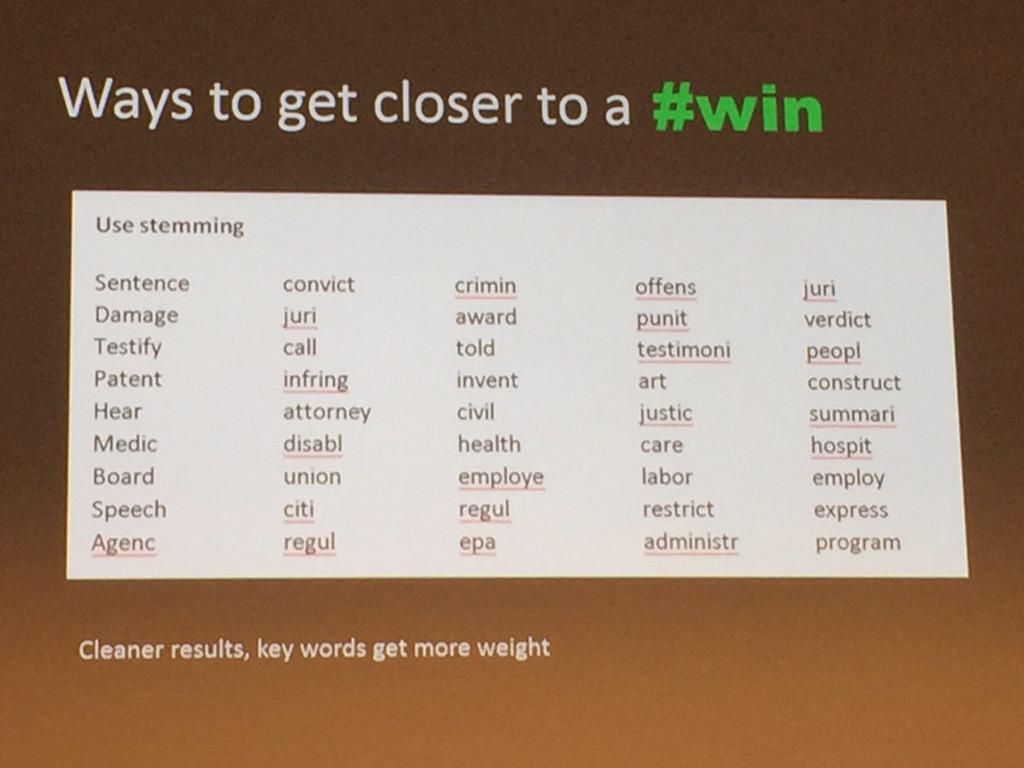 Ways to get closer to a #win
Use stemming
Sentence convict crimin offens juri
Damage juri award punit verdict
Testify call told testimoni peopl
Patent infring invent art construct
Hear attorney civil justic summari
Medic disabl health care hospit
Board union employe labor employ
Speech citi regul restrict express
Agenc regul epa administr program
Cleaner results, key words get more weight